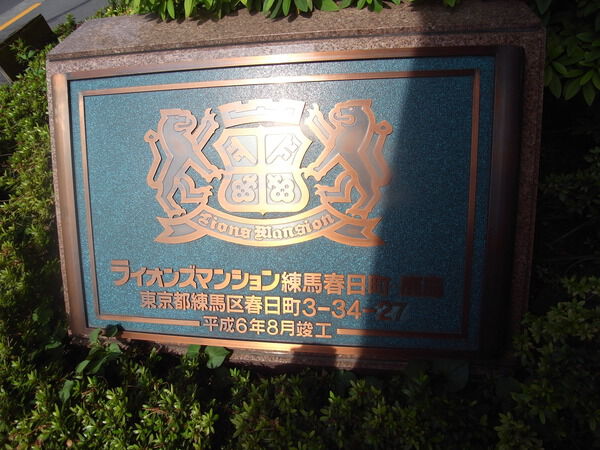 Lions Mansion
ライオンズマンション練馬春日町
東京都練馬区春日町3-34-27
平成6年8月竣工